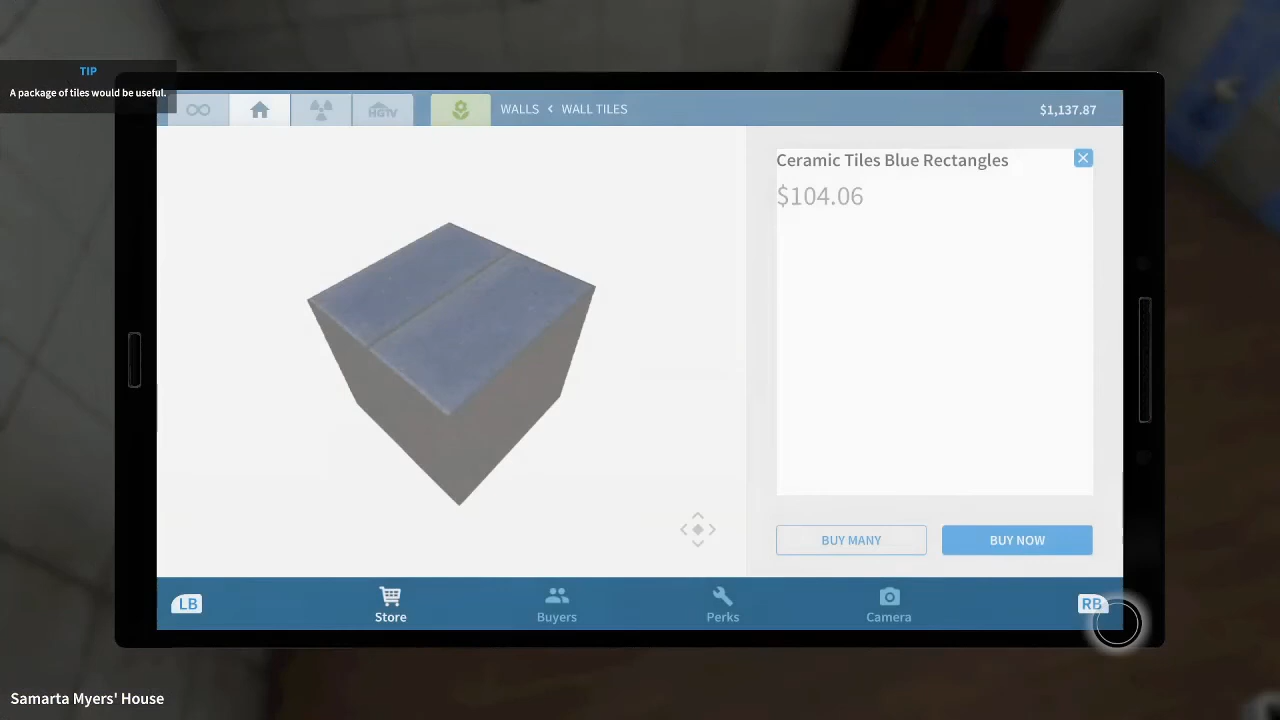 TIP
A package of tiles would be useful.
HGTV
WALLS < WALL TILES
$1,137.87
Ceramic Tiles Blue Rectangles
$104.06
BUY MANY
BUY NOW
LB
Store
Buyers
Perks
Camera
RB
Samarta Myers' House